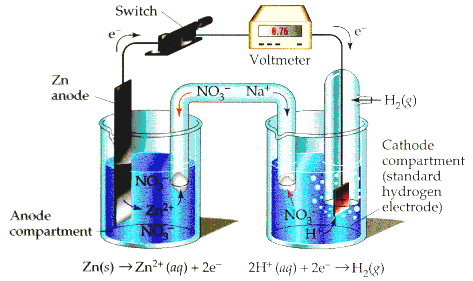 Switch
e⁻
0.76
e⁻
Voltmeter
Zn
anode
NO₃⁻ Na⁺
H₂(g)
Cathode
compartment
(standard
hydrogen
electrode)
NO₃
Zn²⁺
NO₃
NO₃
H⁺
Anode
compartment
Zn(s) → Zn²⁺ (aq) + 2e⁻
2H⁺ (aq) + 2e⁻ → H₂(g)